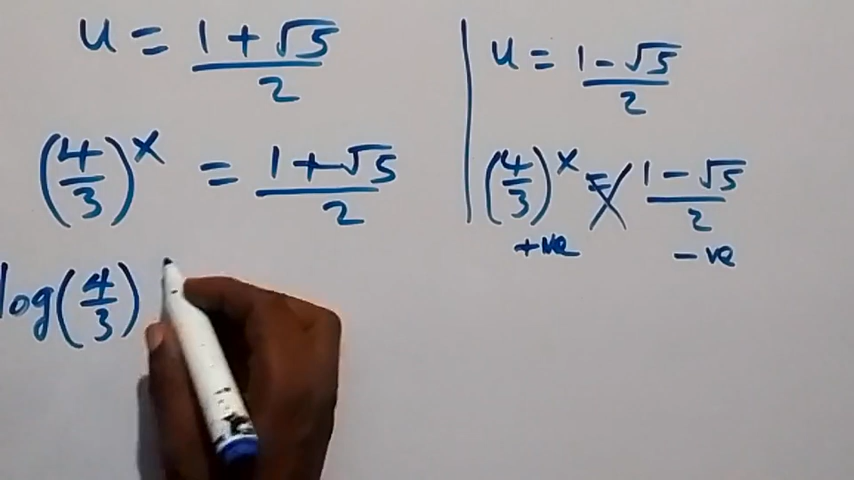 u = (1 + √5)/2
(4/3)^x = (1 + √5)/2
log(4/3)
u = (1 - √5)/2
(4/3)^x ≠ (1 - √5)/2
+ve - ve